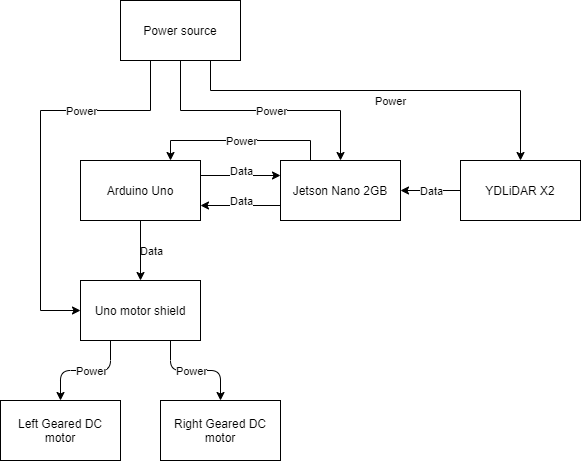 Power source
Power
Power
Power
Power
Arduino Uno
Data
Data
Jetson Nano 2GB
Data
YDLiDAR X2
Data
Uno motor shield
Power
Power
Left Geared DC
motor
Right Geared DC
motor